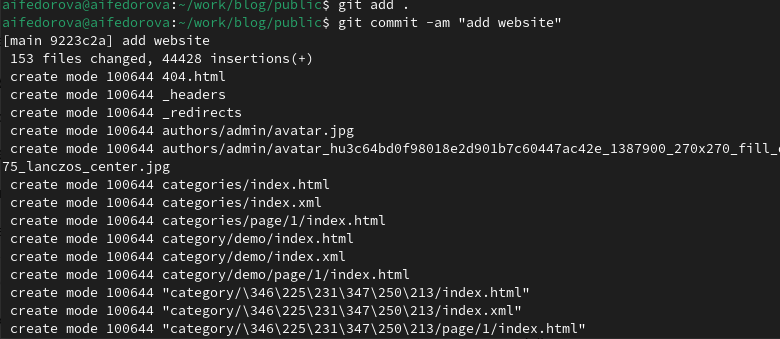 aifedorova@aifedorova:~/work/blog/public$ git add .
aifedorova@aifedorova:~/work/blog/public$ git commit -am "add website"
[main 9223c2a] add website
 153 files changed, 44428 insertions(+)
 create mode 100644 404.html
 create mode 100644 _headers
 create mode 100644 _redirects
 create mode 100644 authors/admin/avatar.jpg
 create mode 100644 authors/admin/avatar_hu3c64bd0f98018e2d901b7c60447ac42e_1387900_270x270_fill_
75_lanczos_center.jpg
 create mode 100644 categories/index.html
 create mode 100644 categories/index.xml
 create mode 100644 categories/page/1/index.html
 create mode 100644 category/demo/index.html
 create mode 100644 category/demo/index.xml
 create mode 100644 category/demo/page/1/index.html
 create mode 100644 "category/\346\225\231\347\250\213/index.html"
 create mode 100644 "category/\346\225\231\347\250\213/index.xml"
 create mode 100644 "category/\346\225\231\347\250\213/page/1/index.html"